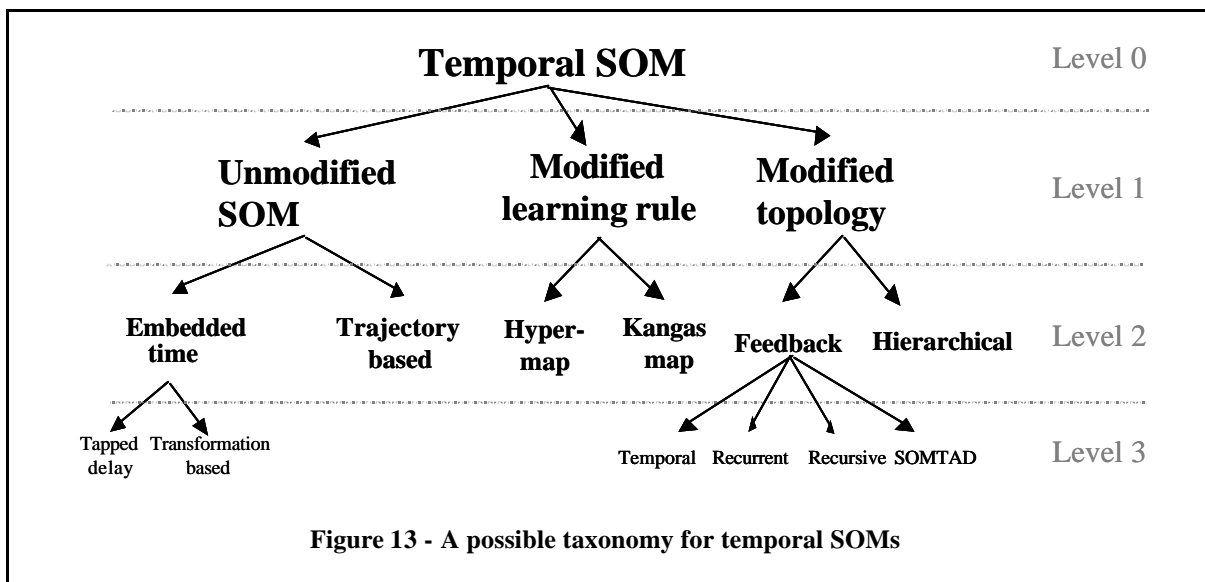 Temporal SOM
Level 0
Unmodified
SOM
Modified
learning rule
Modified
topology
Level 1
Embedded
time
Trajectory
based
Hyper-
map
Kangas
map
Feedback
Hierarchical
Level 2
Tapped
delay
Transformation
based
Temporal
Recurrent
Recursive
SOMTAD
Level 3
Figure 13 - A possible taxonomy for temporal SOMs